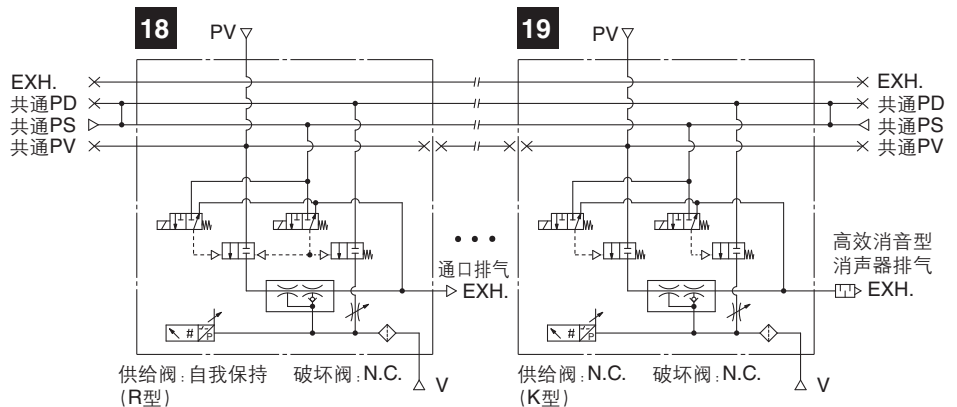 18
PV
19
PV
EXH.
EXH.
共通PD
共通PD
共通PS
共通PS
共通PV
共通PV
通口排气
EXH.
高效消音型
消声器排气
EXH.
#
P
#
P
V
V
供给阀:自我保持
(R型)
破坏阀:N.C.
供给阀:N.C.
(K型)
破坏阀:N.C.